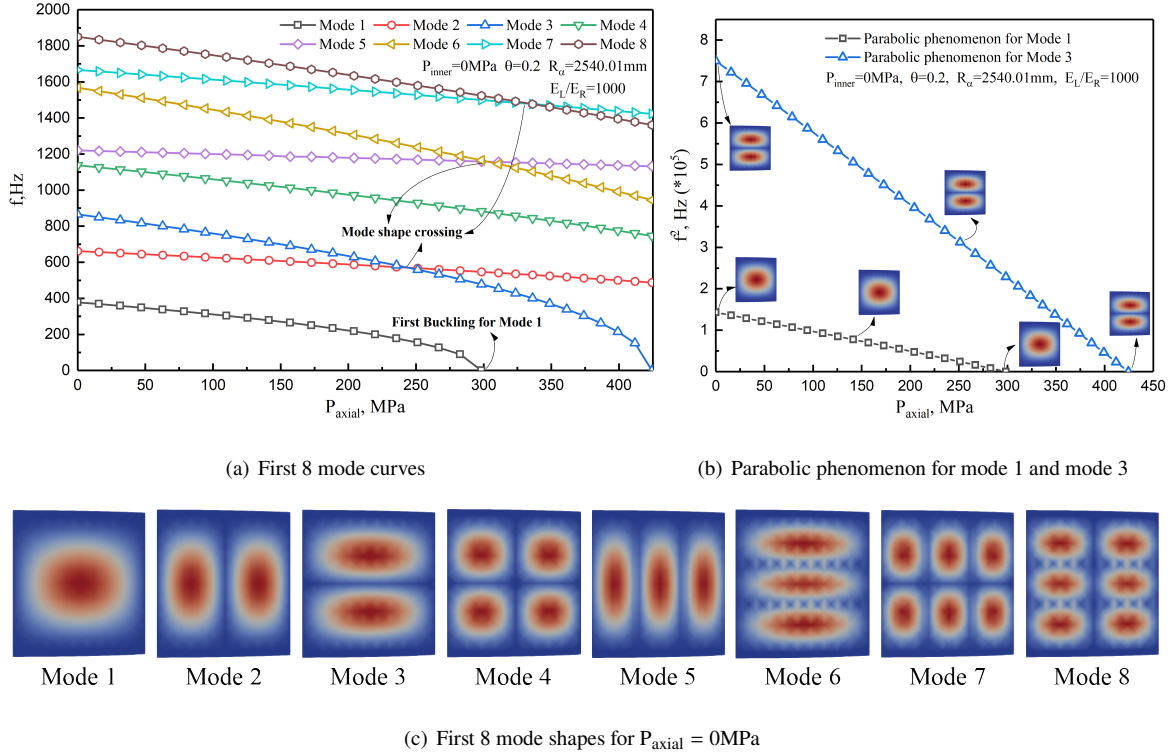 Mode 1 Mode 2 Mode 3 Mode 4
Mode 5 Mode 6 Mode 7 Mode 8
P_inner=0MPa θ=0.2 R_α=2540.01mm
E_L/E_R=1000
2000
1800
1600
1400
1200
1000
800
600
400
200
0
f,Hz
Mode shape crossing
First Buckling for Mode 1
0 50 100 150 200 250 300 350 400
P_axial, MPa
(a) First 8 mode curves
Parabolic phenomenon for Mode 1
Parabolic phenomenon for Mode 3
P_inner=0MPa, θ=0.2, R_α=2540.01mm, E_L/E_R=1000
8
7
6
5
4
3
2
1
0
f², Hz (*10⁵)
0 50 100 150 200 250 300 350 400 450
P_axial, MPa
(b) Parabolic phenomenon for mode 1 and mode 3
Mode 1 Mode 2 Mode 3 Mode 4 Mode 5 Mode 6 Mode 7 Mode 8
(c) First 8 mode shapes for P_axial = 0MPa